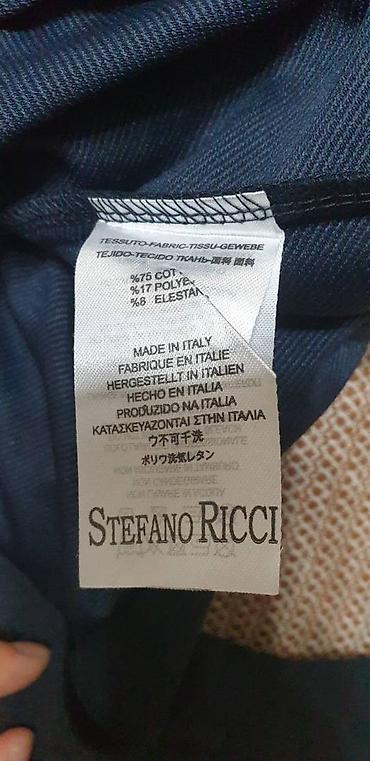 TESSUTO-FABRIC-TISSU-GEWEBE
TEJIDO-TECIDO ТКАНЬ-面料 面料
%75 COT
%17 POLYE
%8 ELESTAN
MADE IN ITALY
FABRIQUE EN ITALIE
HERGESTELLT IN ITALIEN
HECHO EN ITALIA
PRODUZIDO NA ITALIA
ΚΑΤΑΣΚΕΥΑΖΟΝΤΑΙ ΣΤΗΝ ΙΤΑΛΙΑ
ウ不可千洗
ポリウ洗気レタン
STEFANO RICCI